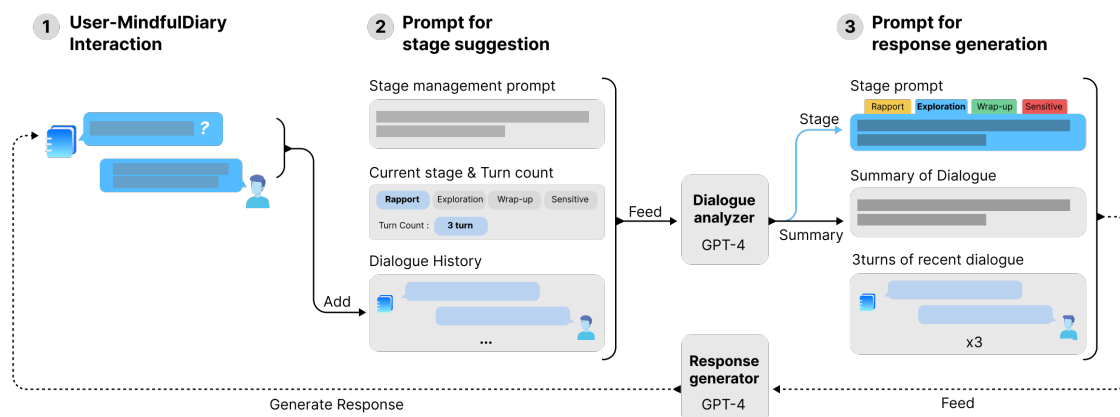 1 User-MindfulDiary
Interaction
?
2 Prompt for
stage suggestion
Stage management prompt
Current stage & Turn count
Rapport Exploration Wrap-up Sensitive
Turn Count : 3 turn
Dialogue History
...
Add
Feed
Dialogue
analyzer
GPT-4
Stage
Summary
3 Prompt for
response generation
Stage prompt
Rapport Exploration Wrap-up Sensitive
Summary of Dialogue
3turns of recent dialogue
x3
Feed
Response
generator
GPT-4
Generate Response